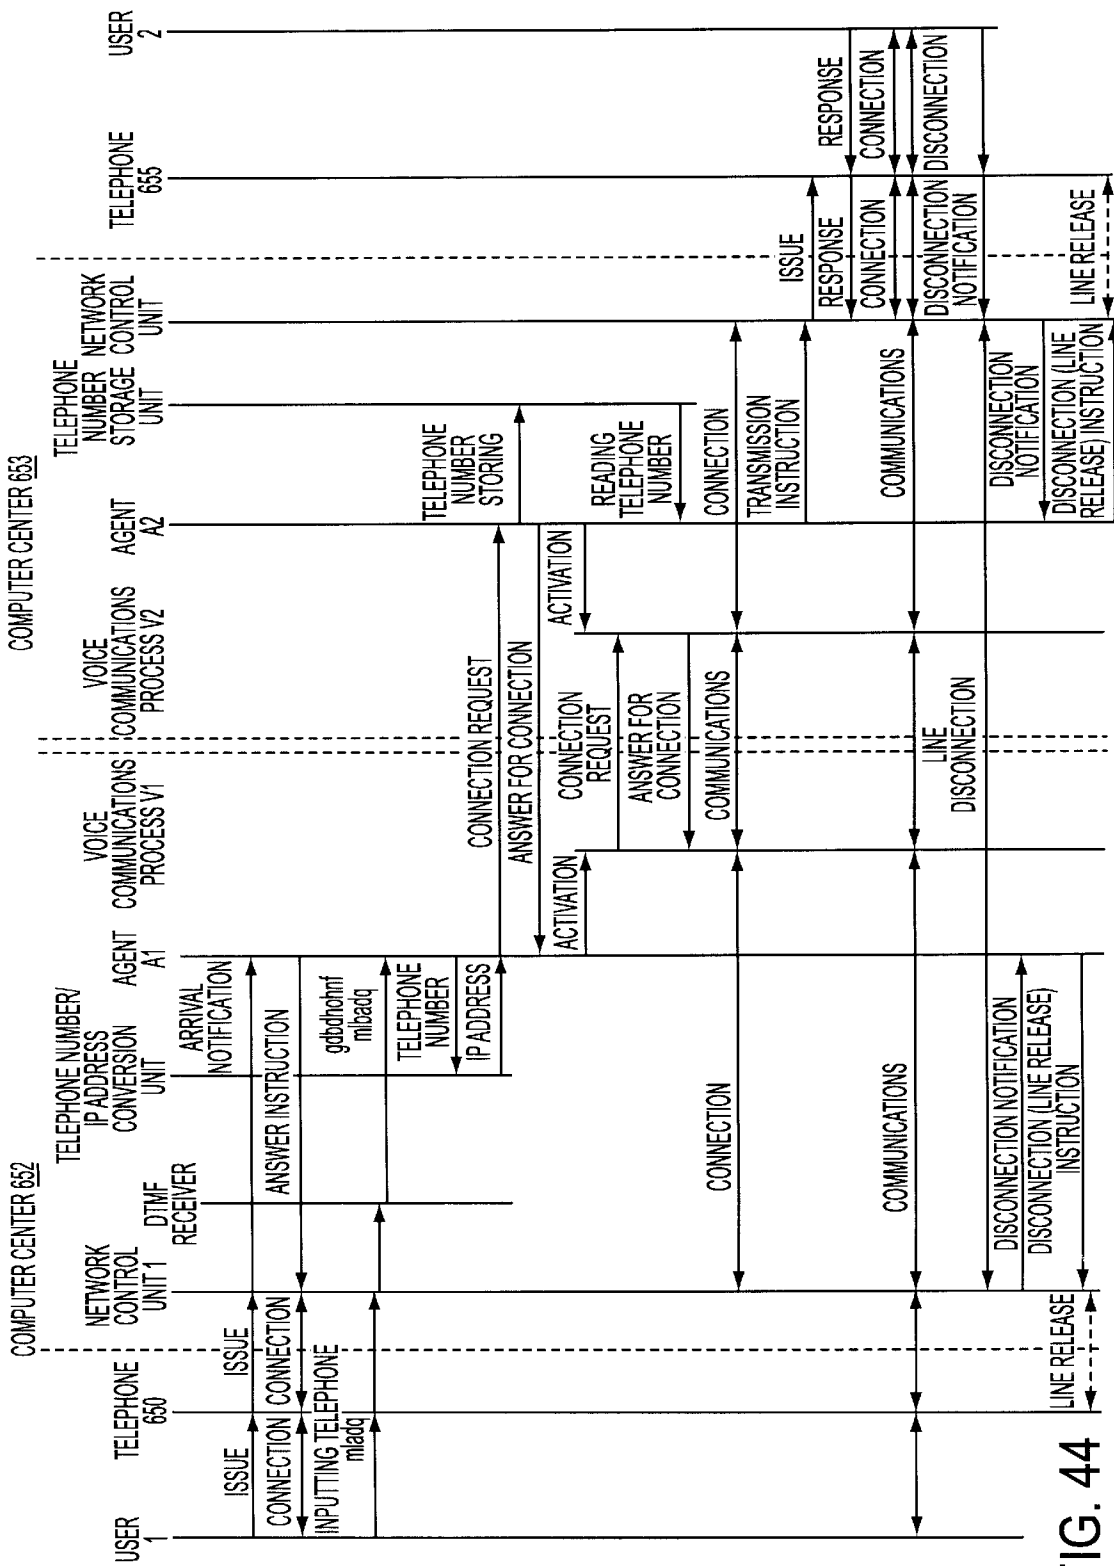 COMPUTER CENTER 652
COMPUTER CENTER 653
USER
1
TELEPHONE
650
NETWORK
CONTROL
UNIT 1
DTMF
RECEIVER
TELEPHONE NUMBER/
IP ADDRESS
CONVERSION
UNIT
AGENT
A1
VOICE
COMMUNICATIONS
PROCESS V1
VOICE
COMMUNICATIONS
PROCESS V2
AGENT
A2
TELEPHONE
NUMBER
STORAGE
UNIT
NETWORK
CONTROL
UNIT
TELEPHONE
655
USER
2
ISSUE
ISSUE
ARRIVAL
NOTIFICATION
CONNECTION
CONNECTION
ANSWER INSTRUCTION
INPUTTING TELEPHONE
mladq
gdbdhohnf
mlbadq
TELEPHONE
NUMBER
IP ADDRESS
CONNECTION REQUEST
TELEPHONE
NUMBER
STORING
ANSWER FOR CONNECTION
ACTIVATION
ACTIVATION
CONNECTION
REQUEST
READING
TELEPHONE
NUMBER
ANSWER FOR
CONNECTION
CONNECTION
COMMUNICATIONS
CONNECTION
TRANSMISSION
INSTRUCTION
ISSUE
RESPONSE
RESPONSE
CONNECTION
CONNECTION
COMMUNICATIONS
COMMUNICATIONS
DISCONNECTION
DISCONNECTION
NOTIFICATION
LINE
DISCONNECTION
DISCONNECTION NOTIFICATION
DISCONNECTION
NOTIFICATION
DISCONNECTION (LINE RELEASE)
INSTRUCTION
DISCONNECTION (LINE
RELEASE) INSTRUCTION
LINE RELEASE
LINE RELEASE
FIG. 44